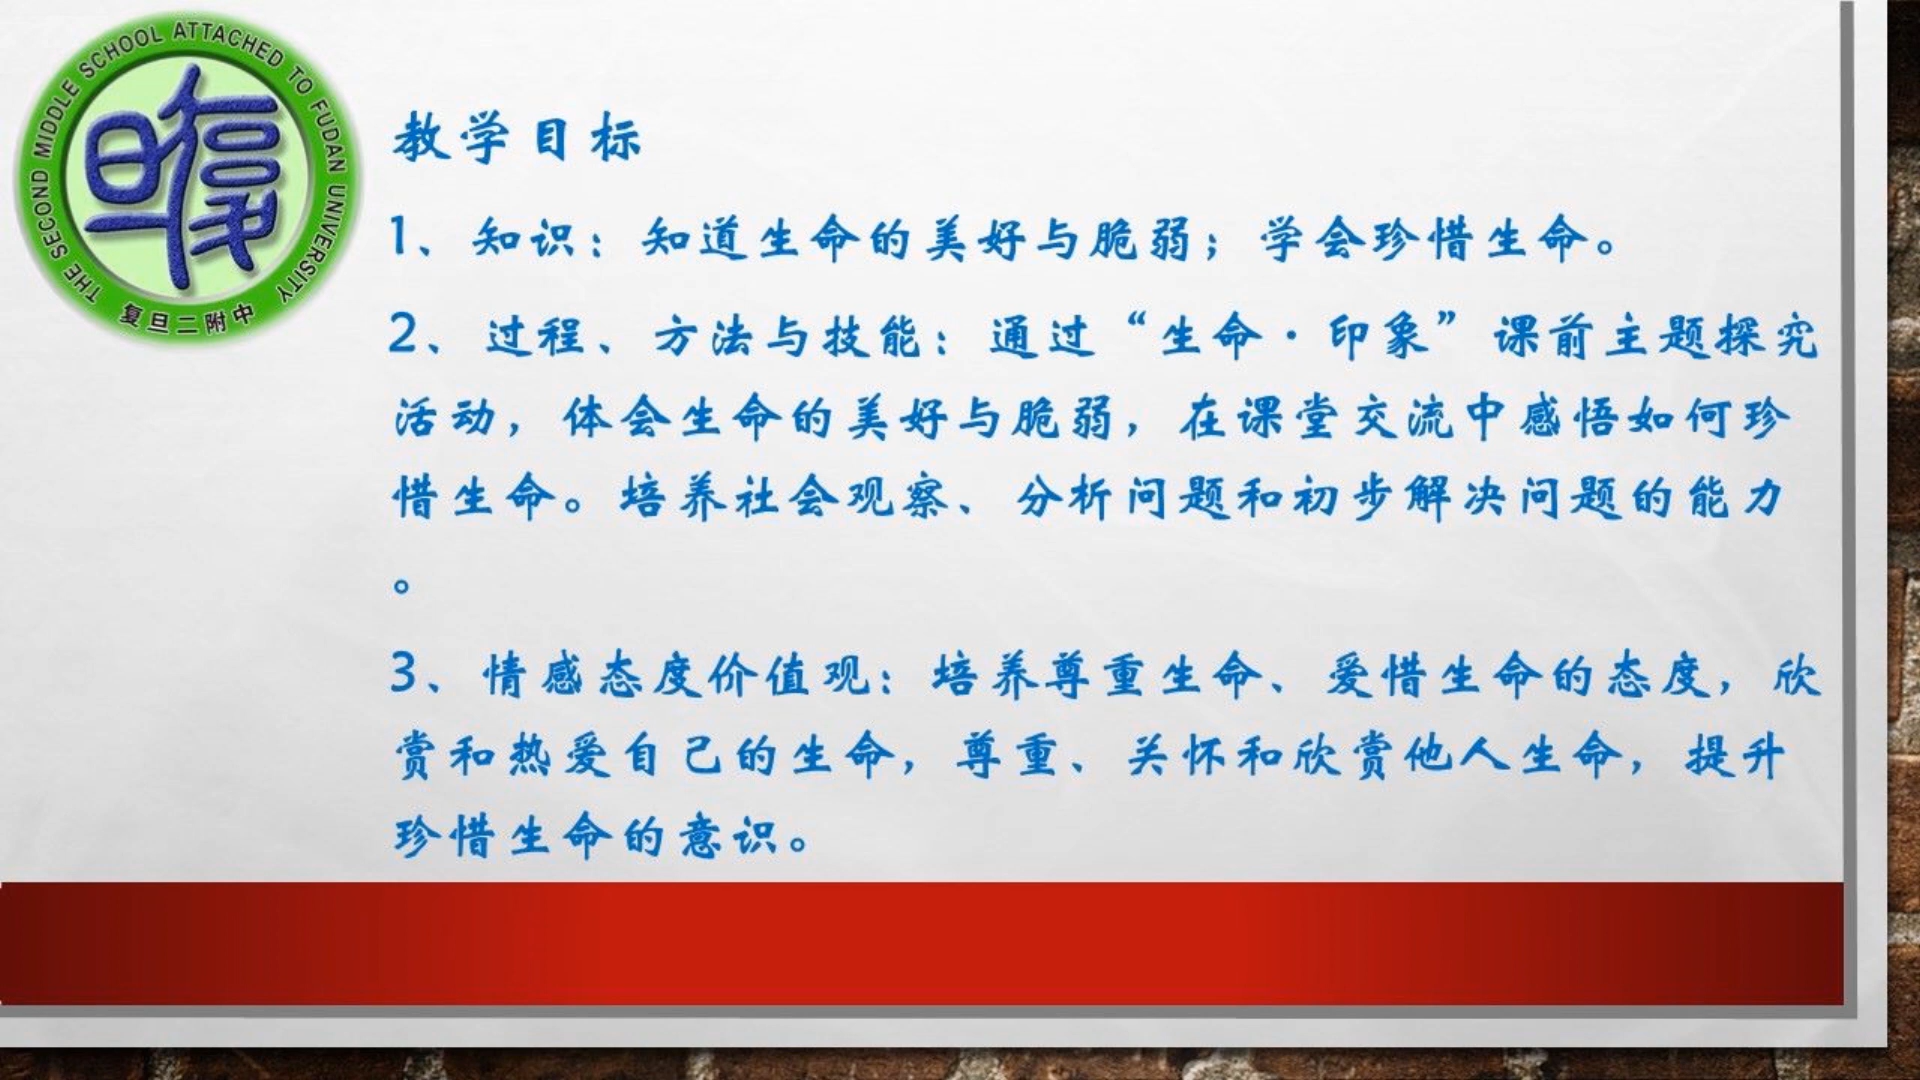 THE SECOND MIDDLE SCHOOL ATTACHED TO FUDAN UNIVERSITY
复旦
复旦二附中
教学目标
1、知识：知道生命的美好与脆弱；学会珍惜生命。
2、过程、方法与技能：通过“生命·印象”课前主题探究
活动，体会生命的美好与脆弱，在课堂交流中感悟如何珍
惜生命。培养社会观察、分析问题和初步解决问题的能力
。
3、情感态度价值观：培养尊重生命、爱惜生命的态度，欣
赏和热爱自己的生命，尊重、关怀和欣赏他人生命，提升
珍惜生命的意识。